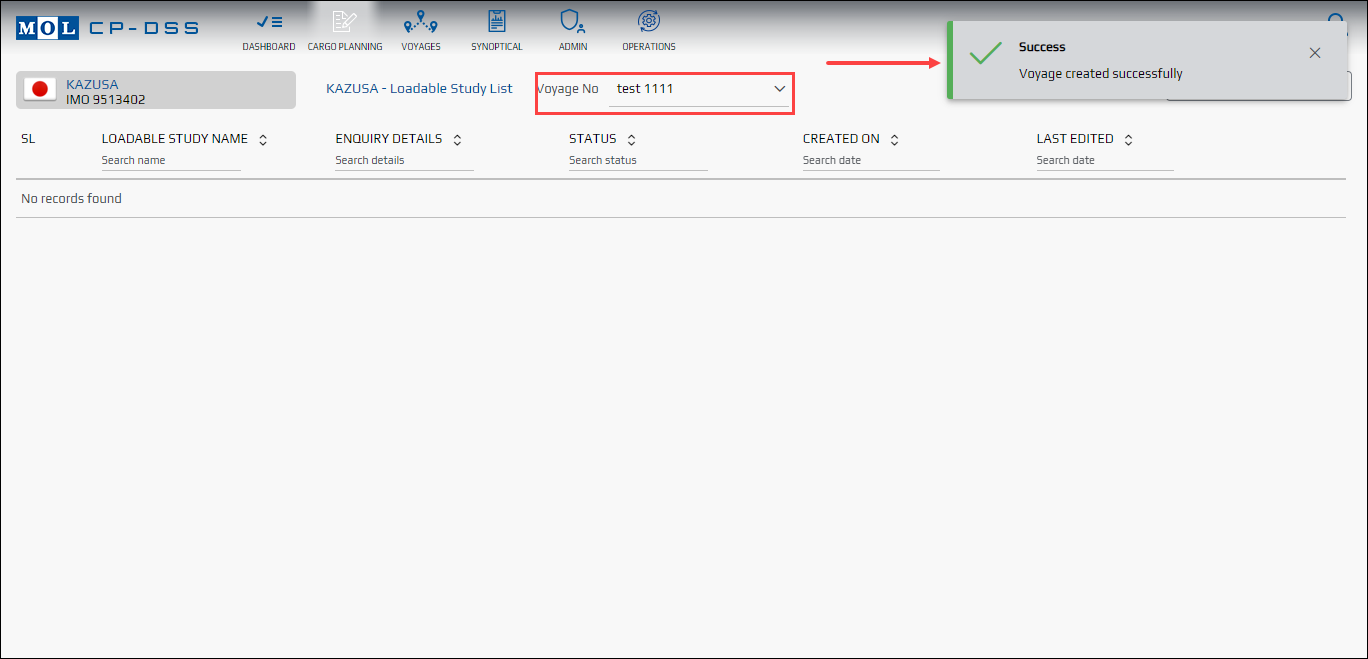 MOL CP-DSS
DASHBOARD
CARGO PLANNING
VOYAGES
SYNOPTICAL
ADMIN
OPERATIONS
Success
Voyage created successfully
KAZUSA
IMO 9513402
KAZUSA - Loadable Study List
Voyage No
test 1111
SL
LOADABLE STUDY NAME
ENQUIRY DETAILS
STATUS
CREATED ON
LAST EDITED
Search name
Search details
Search status
Search date
Search date
No records found